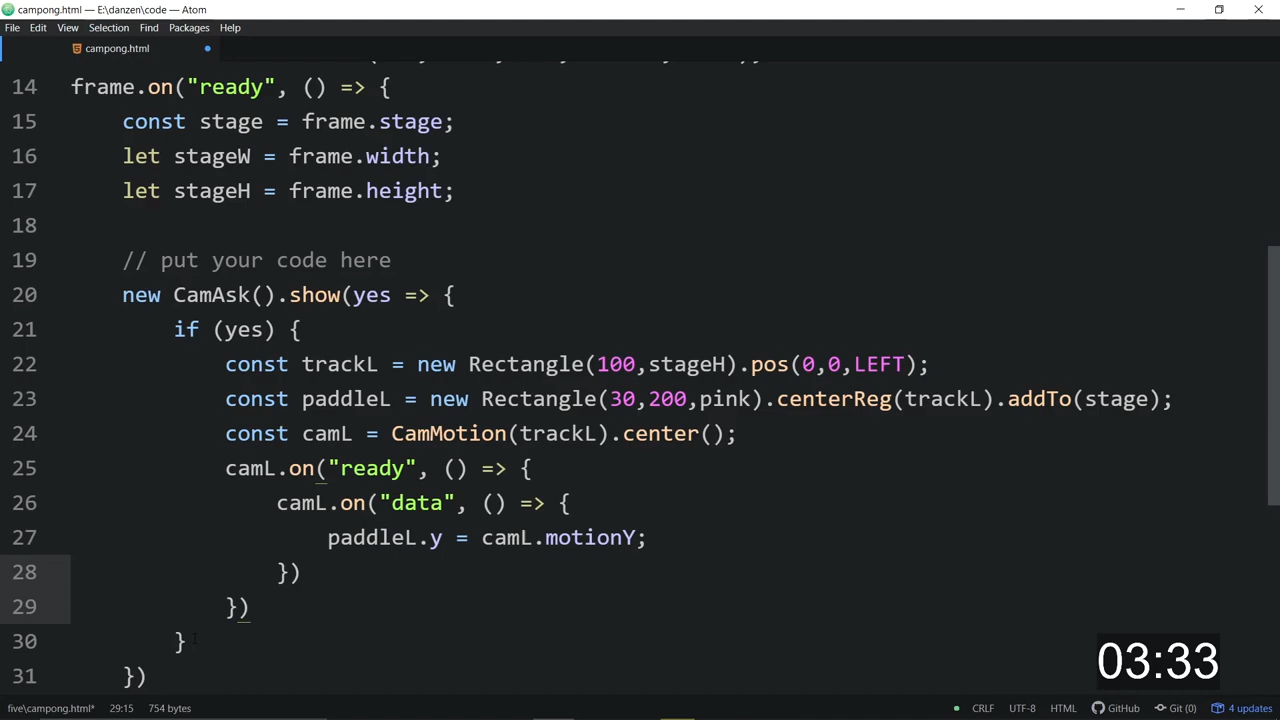 campong.html — E:\danzen\code — Atom
File Edit View Selection Find Packages Help
campong.html
14 frame.on("ready", () => {
15 const stage = frame.stage;
16 let stageW = frame.width;
17 let stageH = frame.height;
18
19 // put your code here
20 new CamAsk().show(yes => {
21 if (yes) {
22 const trackL = new Rectangle(100,stageH).pos(0,0,LEFT);
23 const paddleL = new Rectangle(30,200,pink).centerReg(trackL).addTo(stage);
24 const camL = CamMotion(trackL).center();
25 camL.on("ready", () => {
26 camL.on("data", () => {
27 paddleL.y = camL.motionY;
28 })
29 })
30 }
31 })
03:33
five\campong.html* 29:15 754 bytes CRLF UTF-8 HTML GitHub Git (0) 4 updates